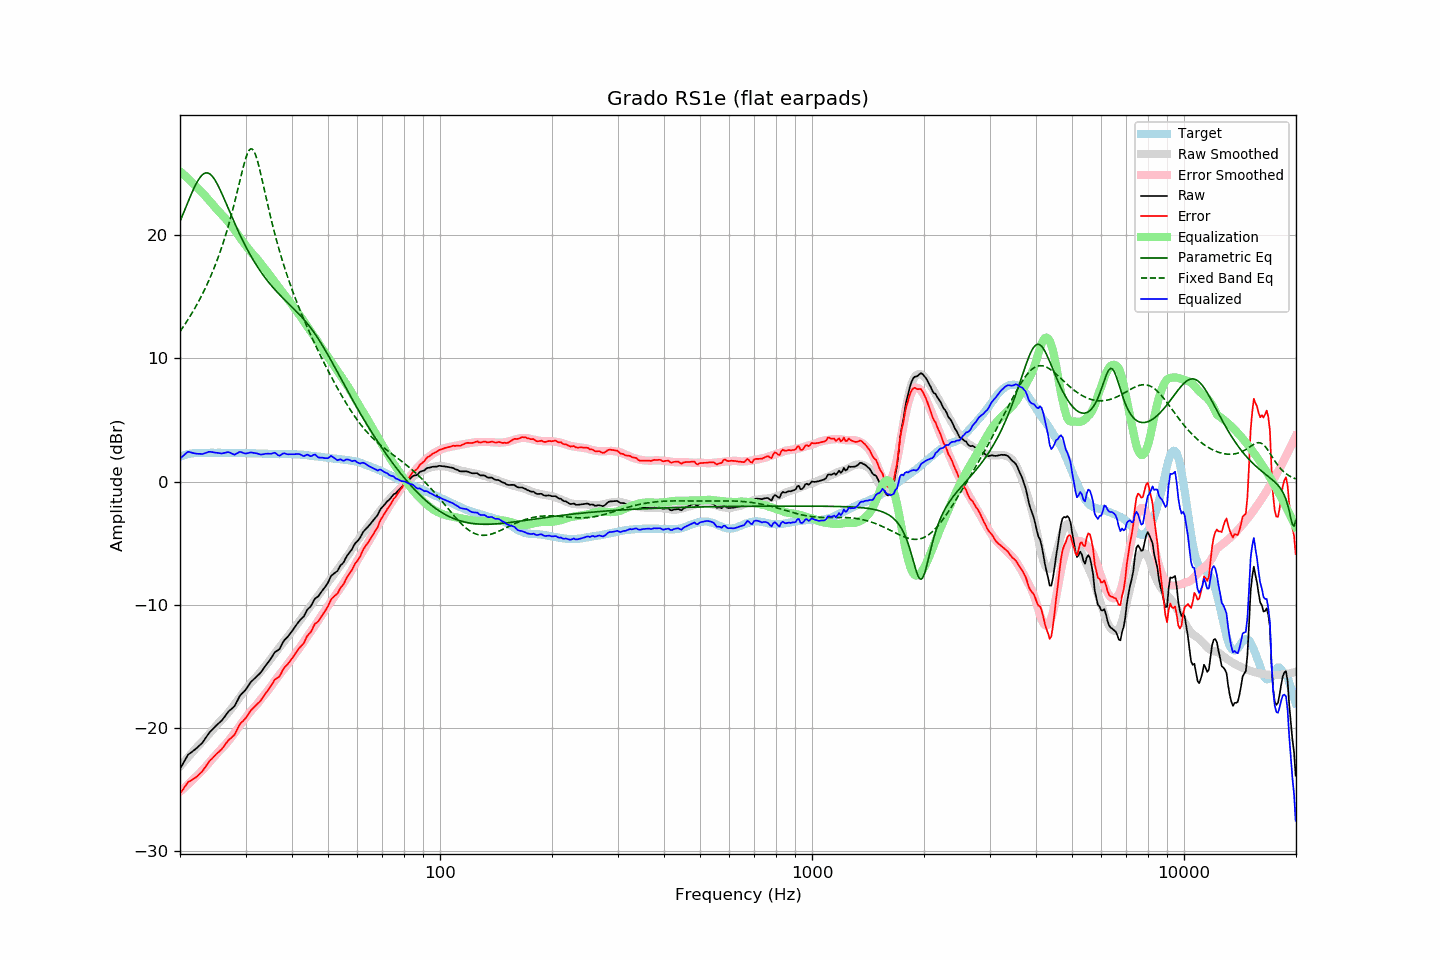 Grado RS1e (flat earpads)
Target
Raw Smoothed
Error Smoothed
Raw
Error
Equalization
Parametric Eq
Fixed Band Eq
Equalized
20
10
0
−10
−20
−30
Amplitude (dBr)
100
1000
10000
Frequency (Hz)